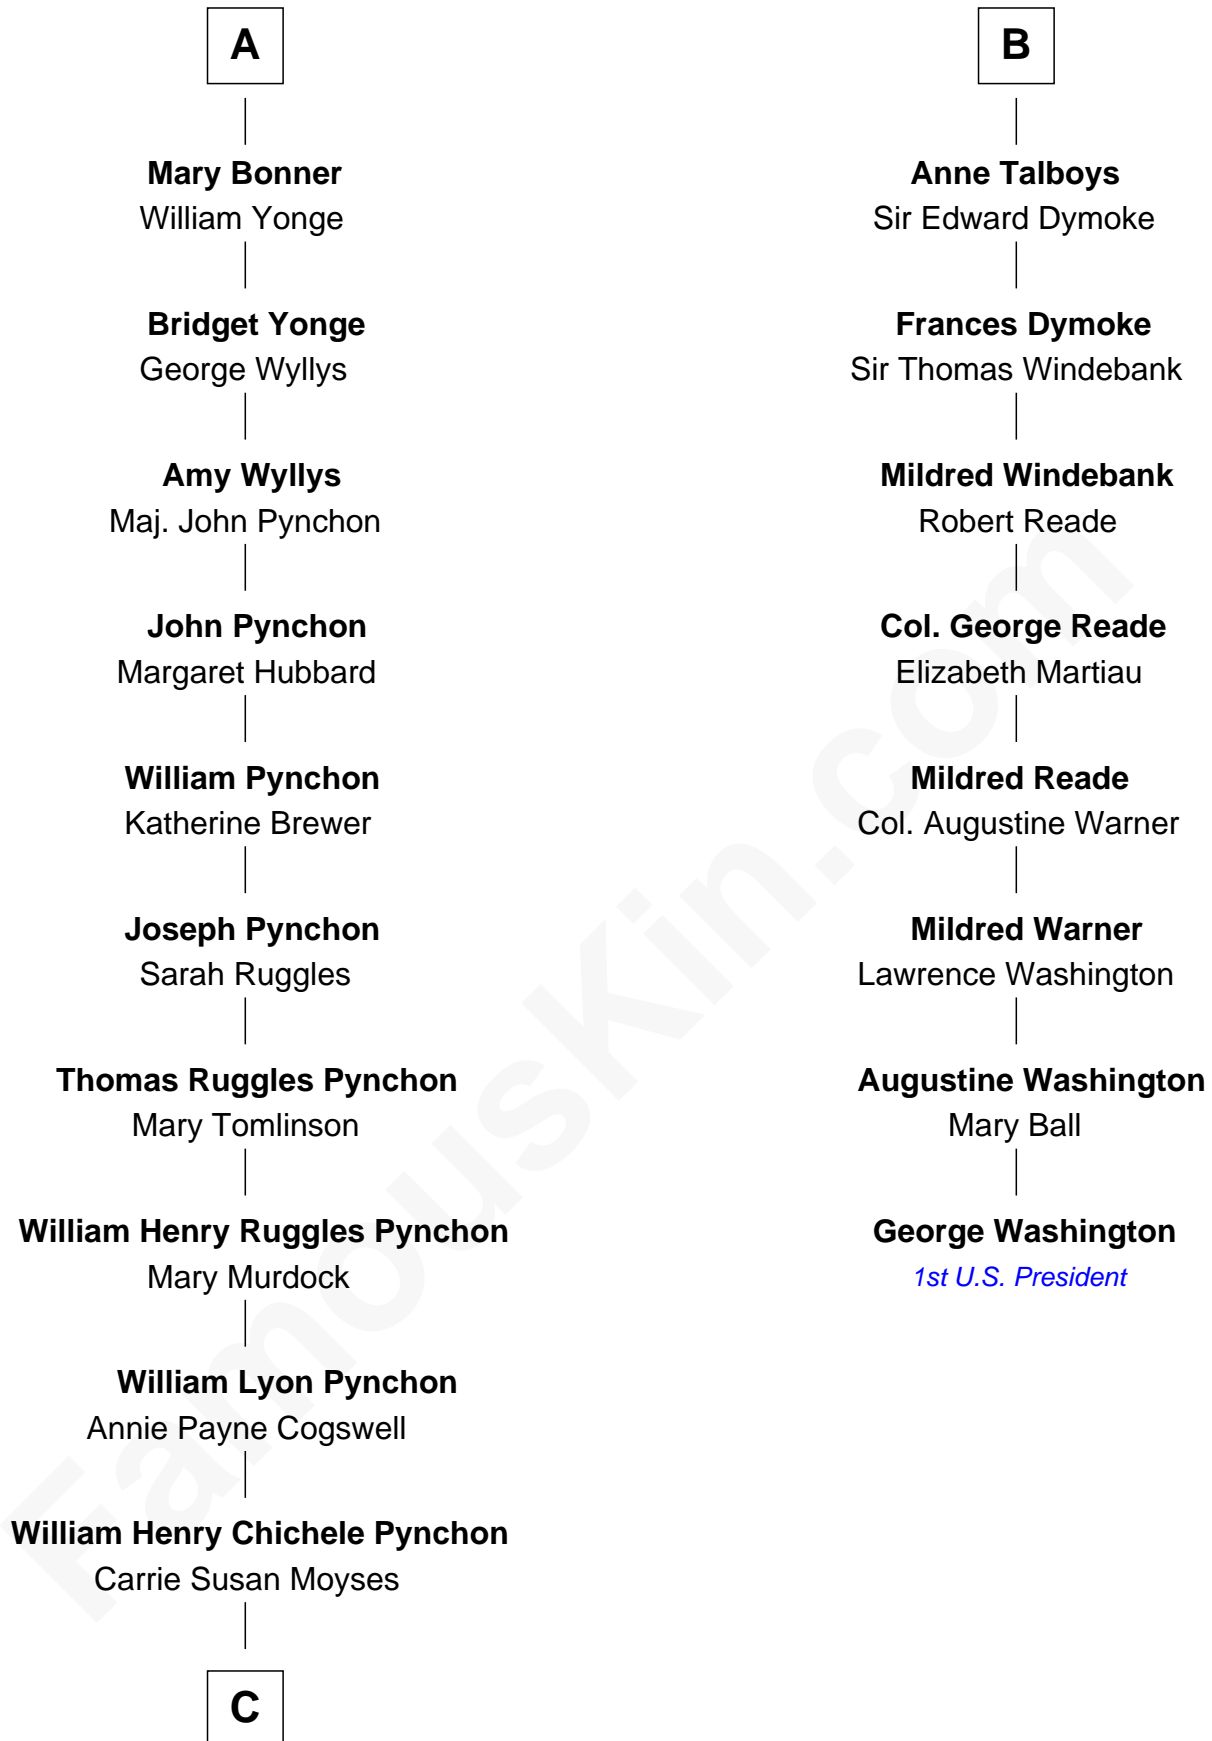 A
Mary Bonner
William Yonge
Bridget Yonge
George Wyllys
Amy Wyllys
Maj. John Pynchon
John Pynchon
Margaret Hubbard
William Pynchon
Katherine Brewer
Joseph Pynchon
Sarah Ruggles
Thomas Ruggles Pynchon
Mary Tomlinson
William Henry Ruggles Pynchon
Mary Murdock
William Lyon Pynchon
Annie Payne Cogswell
William Henry Chichele Pynchon
Carrie Susan Moyses
C
B
Anne Talboys
Sir Edward Dymoke
Frances Dymoke
Sir Thomas Windebank
Mildred Windebank
Robert Reade
Col. George Reade
Elizabeth Martiau
Mildred Reade
Col. Augustine Warner
Mildred Warner
Lawrence Washington
Augustine Washington
Mary Ball
George Washington
1st U.S. President
FamousKin.com